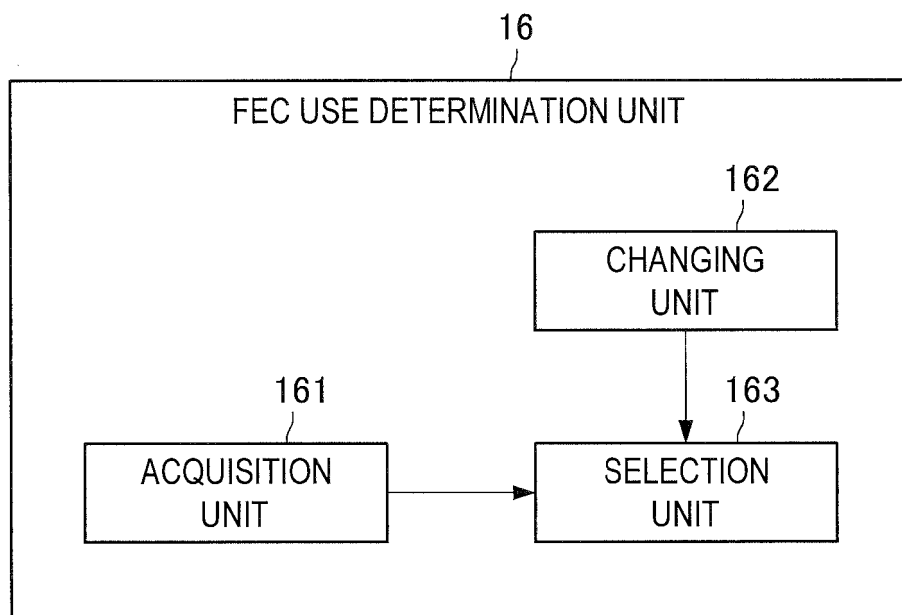 16
FEC USE DETERMINATION UNIT
162
CHANGING
UNIT
161
163
ACQUISITION
UNIT
SELECTION
UNIT